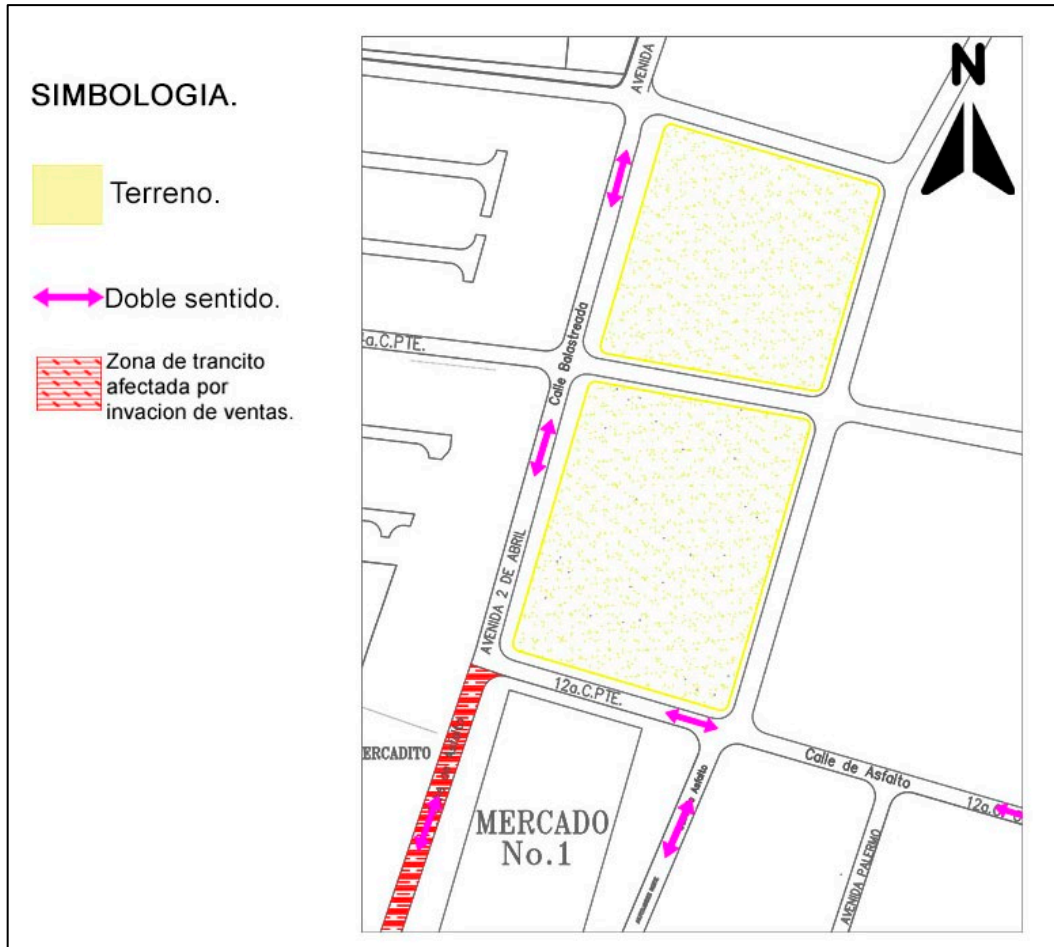 SIMBOLOGIA.
Terreno.
Doble sentido.
Zona de trancito
afectada por
invacion de ventas.
N
AVENIDA
a.C.PTE.
Calle Balastreada
AVENIDA 2 DE ABRIL
12a.C.PTE.
ERCADITO
MERCADO
No.1
Asfalto
Calle de Asfalto
12a.C
AVENIDA PALERMO